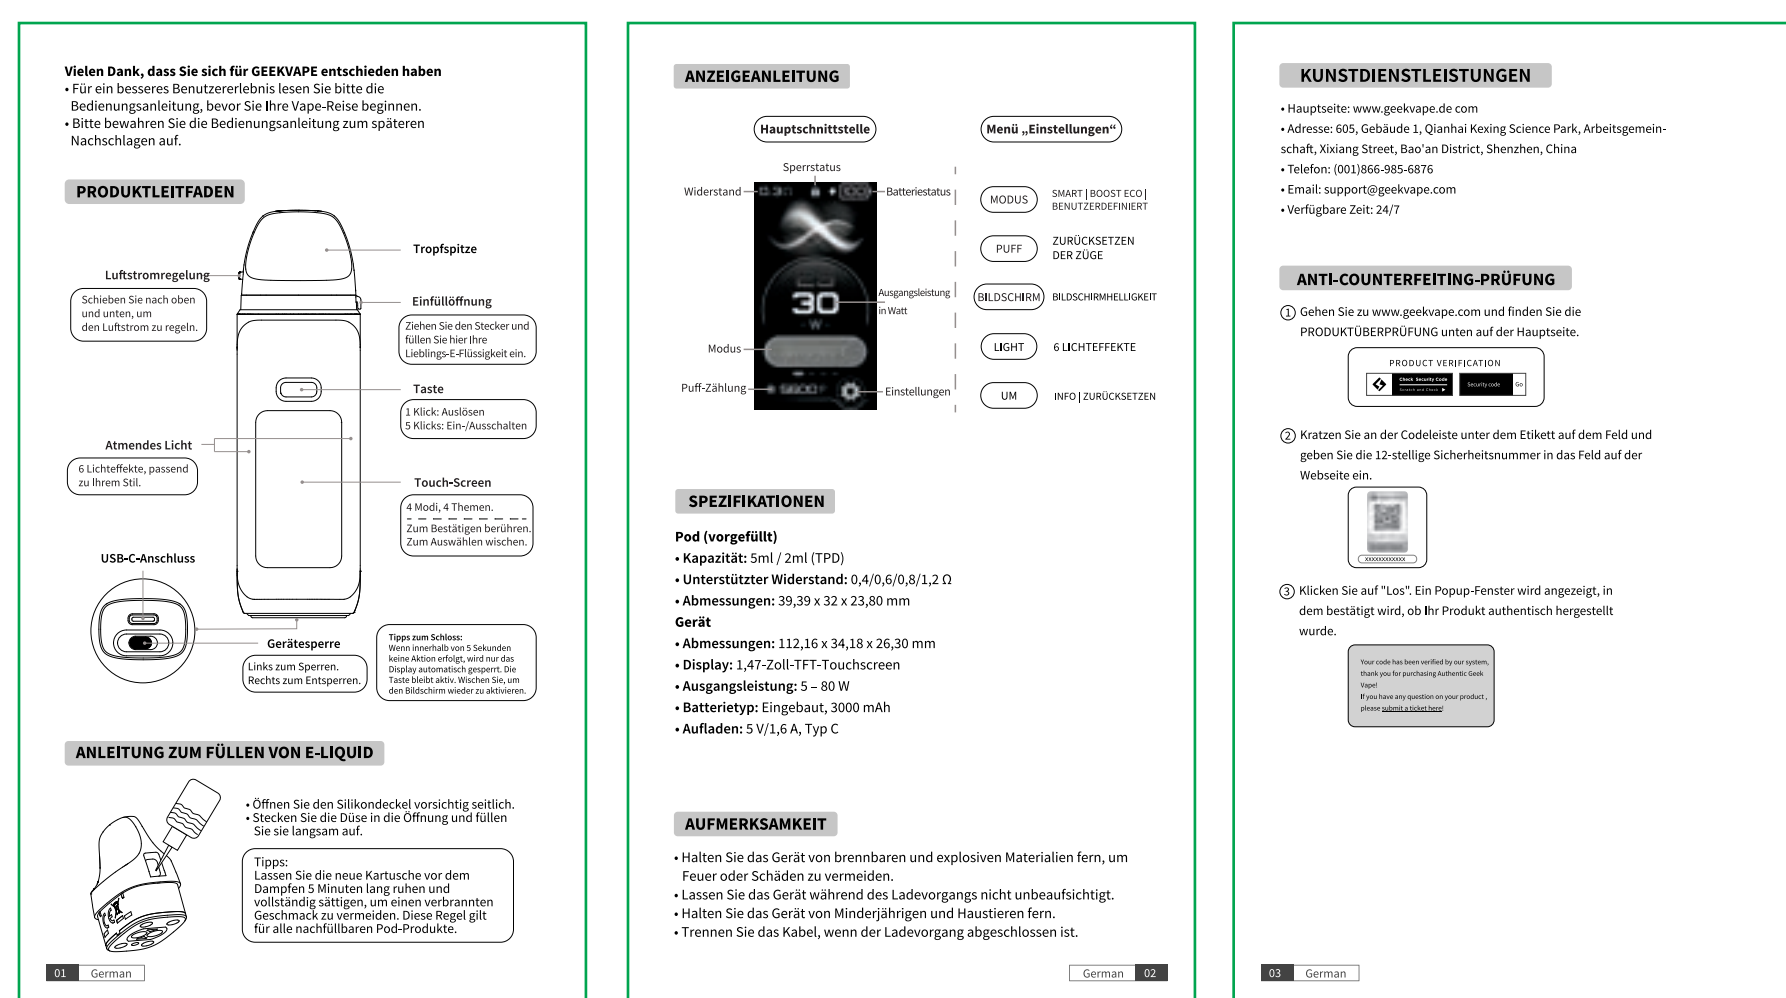 Vielen Dank, dass Sie sich für GEEKVAPE entschieden haben
• Für ein besseres Benutzererlebnis lesen Sie bitte die
Bedienungsanleitung, bevor Sie Ihre Vape-Reise beginnen.
• Bitte bewahren Sie die Bedienungsanleitung zum späteren
Nachschlagen auf.
PRODUKTLEITFADEN
Tropfspitze
Luftstromregelung
Schieben Sie nach oben
und unten, um
den Luftstrom zu regeln.
Einfüllöffnung
Ziehen Sie den Stecker und
füllen Sie hier Ihre
Lieblings-E-Flüssigkeit ein.
Taste
1 Klick: Auslösen
5 Klicks: Ein-/Ausschalten
Atmendes Licht
6 Lichteffekte, passend
zu Ihrem Stil.
Touch-Screen
4 Modi, 4 Themen.
Zum Bestätigen berühren.
Zum Auswählen wischen.
USB-C-Anschluss
Gerätesperre
Links zum Sperren.
Rechts zum Entsperren.
Tipps zum Schloss:
Wenn innerhalb von 5 Sekunden
keine Aktion erfolgt, wird nur das
Display automatisch gesperrt. Die
Taste bleibt aktiv. Wischen Sie, um
den Bildschirm wieder zu aktivieren.
ANLEITUNG ZUM FÜLLEN VON E-LIQUID
• Öffnen Sie den Silikondeckel vorsichtig seitlich.
• Stecken Sie die Düse in die Öffnung und füllen
Sie sie langsam auf.
Tipps:
Lassen Sie die neue Kartusche vor dem
Dampfen 5 Minuten lang ruhen und
vollständig sättigen, um einen verbrannten
Geschmack zu vermeiden. Diese Regel gilt
für alle nachfüllbaren Pod-Produkte.
01 German
ANZEIGEANLEITUNG
Hauptschnittstelle
Sperrstatus
Widerstand
Batteriestatus
30
W
Ausgangsleistung
in Watt
Modus
Puff-Zählung
Einstellungen
Menü „Einstellungen“
MODUS
SMART | BOOST ECO |
BENUTZERDEFINIERT
PUFF
ZURÜCKSETZEN
DER ZÜGE
BILDSCHIRM
BILDSCHIRMHELLIGKEIT
LIGHT
6 LICHTEFFEKTE
UM
INFO | ZURÜCKSETZEN
SPEZIFIKATIONEN
Pod (vorgefüllt)
• Kapazität: 5ml / 2ml (TPD)
• Unterstützter Widerstand: 0,4/0,6/0,8/1,2 Ω
• Abmessungen: 39,39 x 32 x 23,80 mm
Gerät
• Abmessungen: 112,16 x 34,18 x 26,30 mm
• Display: 1,47-Zoll-TFT-Touchscreen
• Ausgangsleistung: 5 – 80 W
• Batterietyp: Eingebaut, 3000 mAh
• Aufladen: 5 V/1,6 A, Typ C
AUFMERKSAMKEIT
• Halten Sie das Gerät von brennbaren und explosiven Materialien fern, um
Feuer oder Schäden zu vermeiden.
• Lassen Sie das Gerät während des Ladevorgangs nicht unbeaufsichtigt.
• Halten Sie das Gerät von Minderjährigen und Haustieren fern.
• Trennen Sie das Kabel, wenn der Ladevorgang abgeschlossen ist.
German 02
KUNSTDIENSTLEISTUNGEN
• Hauptseite: www.geekvape.de com
• Adresse: 605, Gebäude 1, Qianhai Kexing Science Park, Arbeitsgemein-
schaft, Xixiang Street, Bao'an District, Shenzhen, China
• Telefon: (001)866-985-6876
• Email: support@geekvape.com
• Verfügbare Zeit: 24/7
ANTI-COUNTERFEITING-PRÜFUNG
1 Gehen Sie zu www.geekvape.com und finden Sie die
PRODUKTÜBERPRÜFUNG unten auf der Hauptseite.
PRODUCT VERIFICATION
Check Security Code
Scratch and Check ▶
Security code
Go
2 Kratzen Sie an der Codeleiste unter dem Etikett auf dem Feld und
geben Sie die 12-stellige Sicherheitsnummer in das Feld auf der
Webseite ein.
XXXXXXXXXXXX
3 Klicken Sie auf "Los". Ein Popup-Fenster wird angezeigt, in
dem bestätigt wird, ob Ihr Produkt authentisch hergestellt
wurde.
Your code has been verified by our system,
thank you for purchasing Authentic Geek
Vape!
If you have any question on your product ,
please submit a ticket here!
03 German